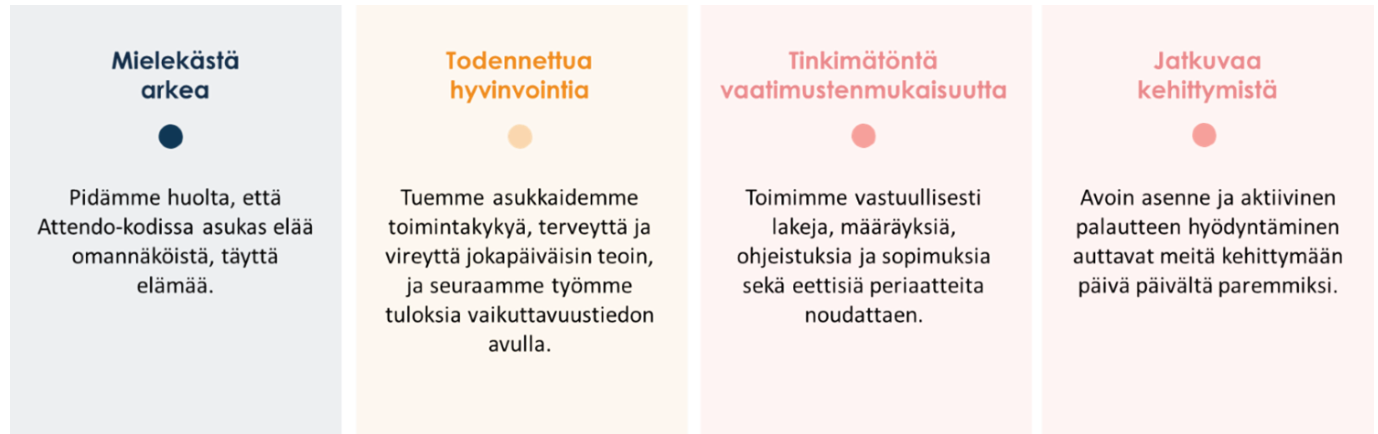 Mielekästä
arkea
Pidämme huolta, että
Attendo-kodissa asukas elää
omannäköistä, täyttä
elämää.
Todennettua
hyvinvointia
Tuemme asukkaidemme
toimintakykyä, terveyttä ja
vireyttä jokapäiväisin teoin,
ja seuraamme työmme
tuloksia vaikuttavuustiedon
avulla.
Tinkimätöntä
vaatimustenmukaisuutta
Toimimme vastuullisesti
lakeja, määräyksiä,
ohjeistuksia ja sopimuksia
sekä eettisiä periaatteita
noudattaen.
Jatkuvaa
kehittymistä
Avoin asenne ja aktiivinen
palautteen hyödyntäminen
auttavat meitä kehittymään
päivä päivältä paremmiksi.